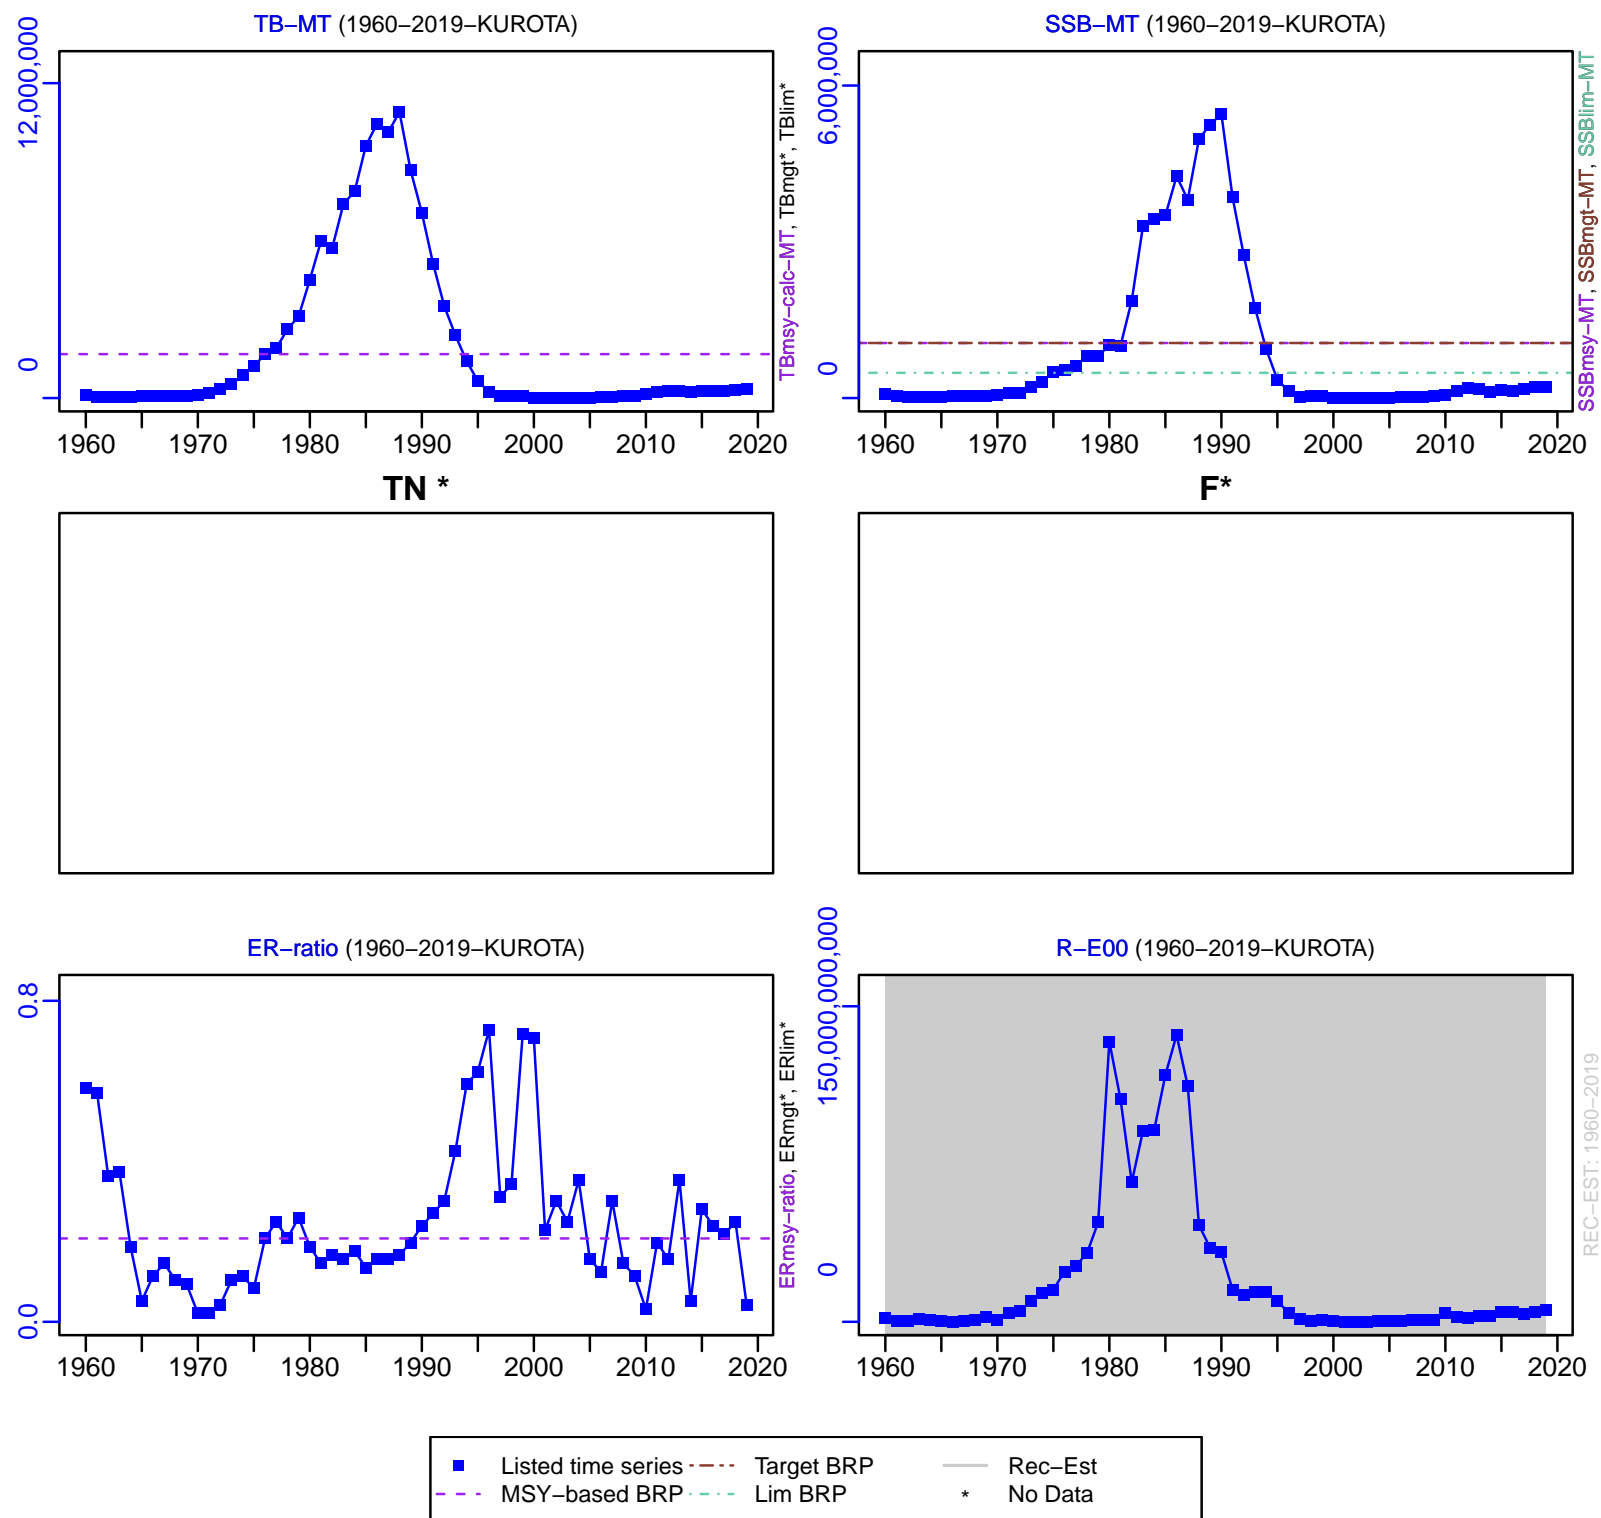 TB−MT (1960−2019−KUROTA)
12,000,000
0
TBmsy−calc−MT, TBmgt*, TBlim*
1960 1970 1980 1990 2000 2010 2020
SSB−MT (1960−2019−KUROTA)
6,000,000
0
SSBmsy−MT, SSBmgt−MT, SSBlim−MT
1960 1970 1980 1990 2000 2010 2020
TN *
F*
ER−ratio (1960−2019−KUROTA)
0.8
0.0
ERmsy−ratio, ERmgt*, ERlim*
1960 1970 1980 1990 2000 2010 2020
R−E00 (1960−2019−KUROTA)
150,000,000
0
REC−EST: 1960−2019
1960 1970 1980 1990 2000 2010 2020
Listed time series Target BRP Rec−Est
MSY−based BRP Lim BRP * No Data